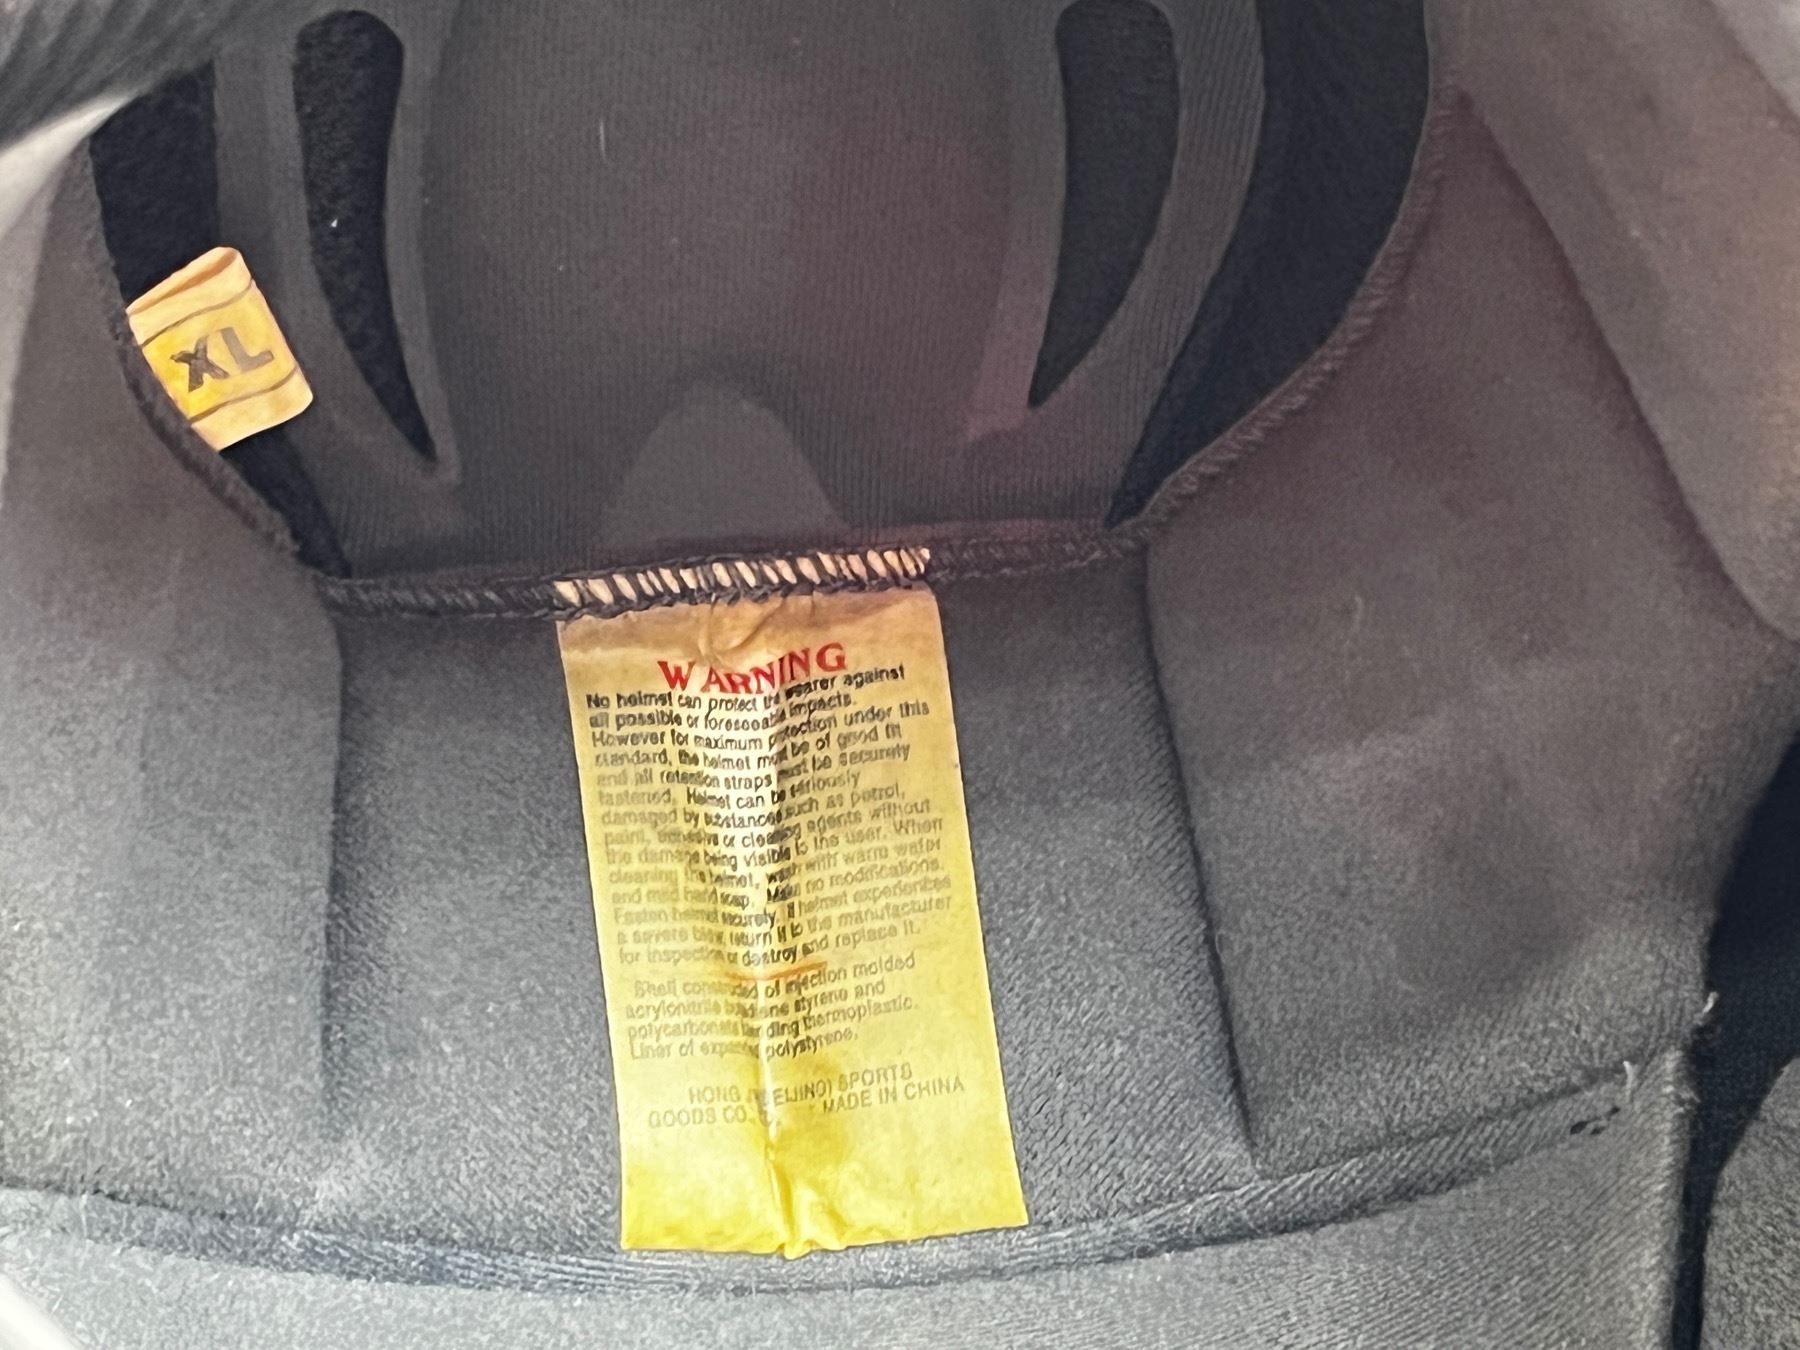 XL
WARNING
No helmet can protect the wearer against
all possible or foreseeable impacts.
However for maximum protection under this
standard, the helmet must be of good fit
and all retention straps must be securely
fastened. Helmet can be seriously
damaged by substances such as petrol,
paint, adhesive or cleaning agents without
the damage being visible to the user. When
cleaning the helmet, wash with warm water
and mild hand soap. Make no modifications.
Fasten helmet securely. If helmet experiences
a severe blow, return it to the manufacturer
for inspection or destroy and replace it.
Shell constructed of injection molded
acrylonitrile butadiene styrene and
polycarbonate thermoplastic.
Liner of expanded polystyrene.
HONG SPORTS
GOODS CO. MADE IN CHINA